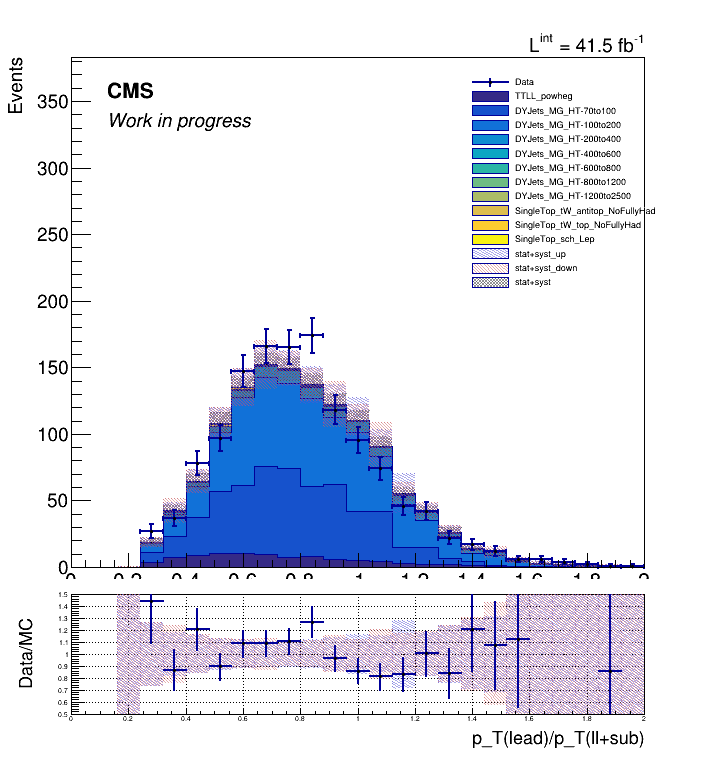 L^int = 41.5 fb^-1
Events
CMS
Work in progress
350
300
250
200
150
100
50
0
Data
TTLL_powheg
DYJets_MG_HT-70to100
DYJets_MG_HT-100to200
DYJets_MG_HT-200to400
DYJets_MG_HT-400to600
DYJets_MG_HT-600to800
DYJets_MG_HT-800to1200
DYJets_MG_HT-1200to2500
SingleTop_tW_antitop_NoFullyHad
SingleTop_tW_top_NoFullyHad
SingleTop_sch_Lep
stat+syst_up
stat+syst_down
stat+syst
0 0.2 0.4 0.6 0.8 1 1.2 1.4 1.6 1.8 2
Data/MC
1.5
1.4
1.3
1.2
1.1
1
0.9
0.8
0.7
0.6
0.5
0 0.2 0.4 0.6 0.8 1 1.2 1.4 1.6 1.8 2
p_T(lead)/p_T(ll+sub)